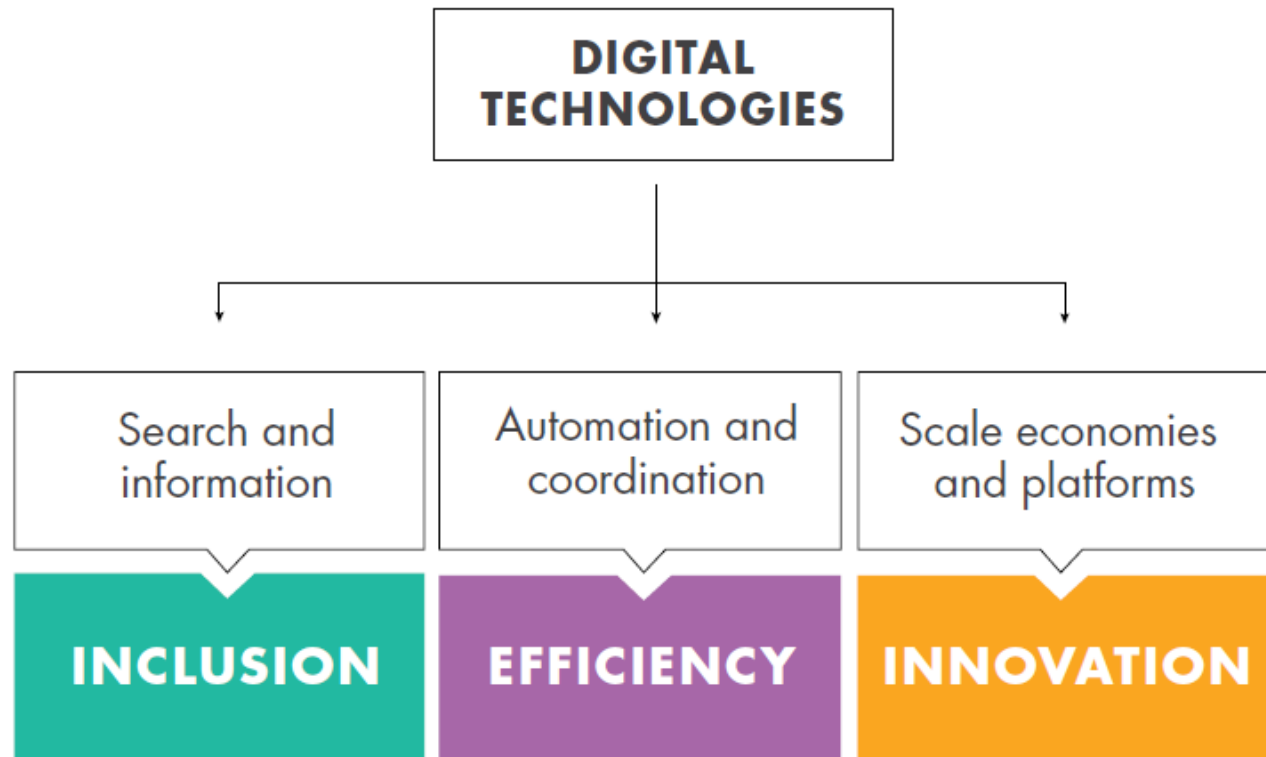 DIGITAL
TECHNOLOGIES
Search and
information
Automation and
coordination
Scale economies
and platforms
INCLUSION
EFFICIENCY
INNOVATION